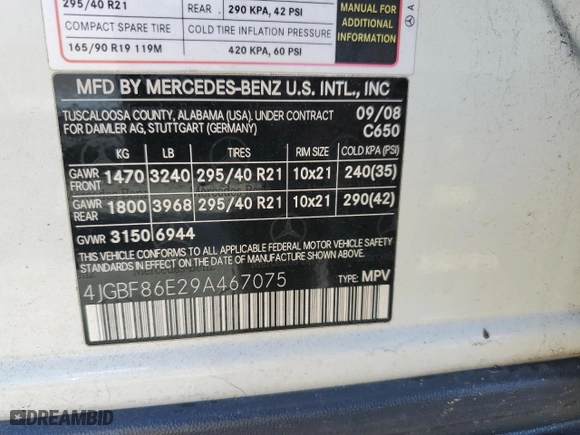 295/40 R21
REAR 290 KPA, 42 PSI
MANUAL FOR
ADDITIONAL
INFORMATION
A
COMPACT SPARE TIRE COLD TIRE INFLATION PRESSURE
165/90 R19 119M 420 KPA, 60 PSI
MFD BY MERCEDES-BENZ U.S. INTL., INC
TUSCALOOSA COUNTY, ALABAMA (USA). UNDER CONTRACT 09/08
FOR DAIMLER AG, STUTTGART (GERMANY) C650
KG LB TIRES RIM SIZE COLD KPA (PSI)
GAWR FRONT 1470 3240 295/40 R21 10x21 240(35)
GAWR REAR 1800 3968 295/40 R21 10x21 290(42)
GVWR 3150 6944
THIS VEHICLE CONFORMS TO ALL APPLICABLE FEDERAL MOTOR VEHICLE SAFETY
STANDARDS IN EFFECT ON THE DATE OF MANUFACTURE SHOWN ABOVE.
4JGBF86E29A467075 TYPE: MPV
DREAMBID